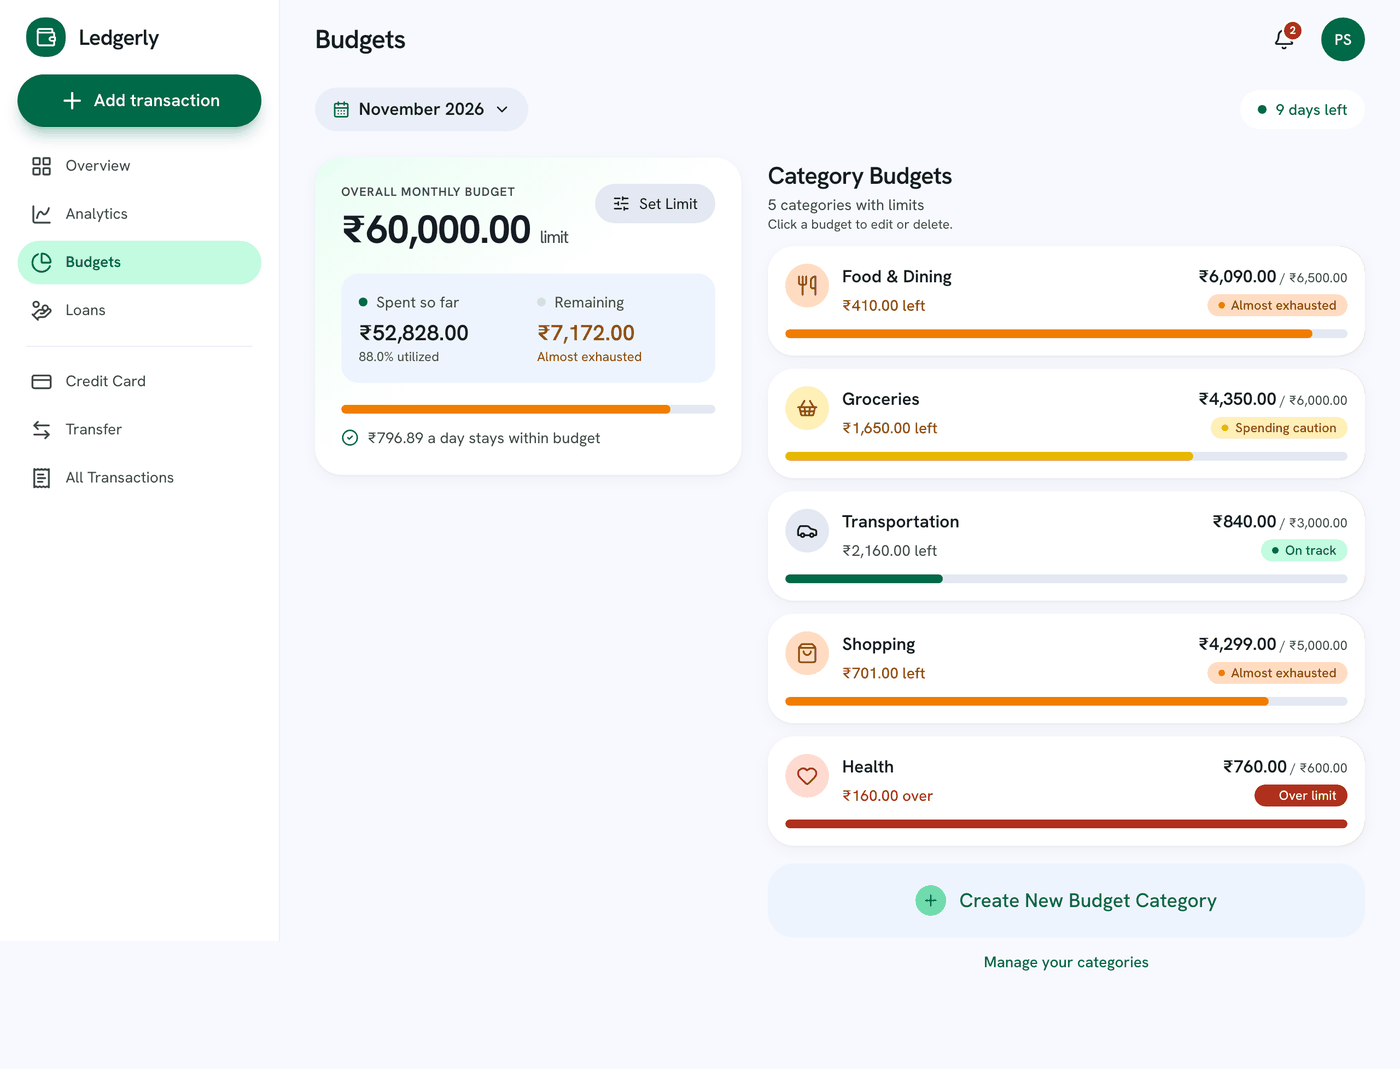 Ledgerly
Add transaction
Overview
Analytics
Budgets
Loans
Credit Card
Transfer
All Transactions
Budgets
2
PS
November 2026
9 days left
OVERALL MONTHLY BUDGET
₹60,000.00 limit
Set Limit
Spent so far
₹52,828.00
88.0% utilized
Remaining
₹7,172.00
Almost exhausted
₹796.89 a day stays within budget
Category Budgets
5 categories with limits
Click a budget to edit or delete.
Food & Dining
₹6,090.00 / ₹6,500.00
₹410.00 left
Almost exhausted
Groceries
₹4,350.00 / ₹6,000.00
₹1,650.00 left
Spending caution
Transportation
₹840.00 / ₹3,000.00
₹2,160.00 left
On track
Shopping
₹4,299.00 / ₹5,000.00
₹701.00 left
Almost exhausted
Health
₹760.00 / ₹600.00
₹160.00 over
Over limit
Create New Budget Category
Manage your categories